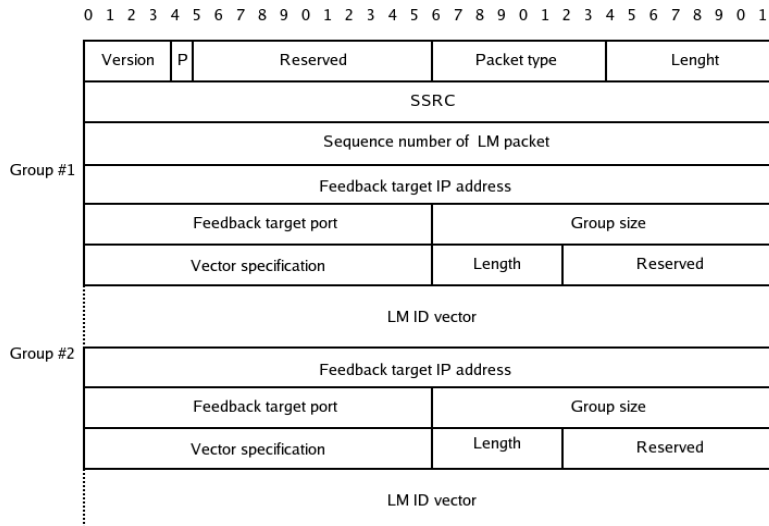 0 1 2 3 4 5 6 7 8 9 0 1 2 3 4 5 6 7 8 9 0 1 2 3 4 5 6 7 8 9 0 1
Version P Reserved Packet type Lenght
SSRC
Sequence number of LM packet
Group #1
Feedback target IP address
Feedback target port Group size
Vector specification Length Reserved
LM ID vector
Group #2
Feedback target IP address
Feedback target port Group size
Vector specification Length Reserved
LM ID vector